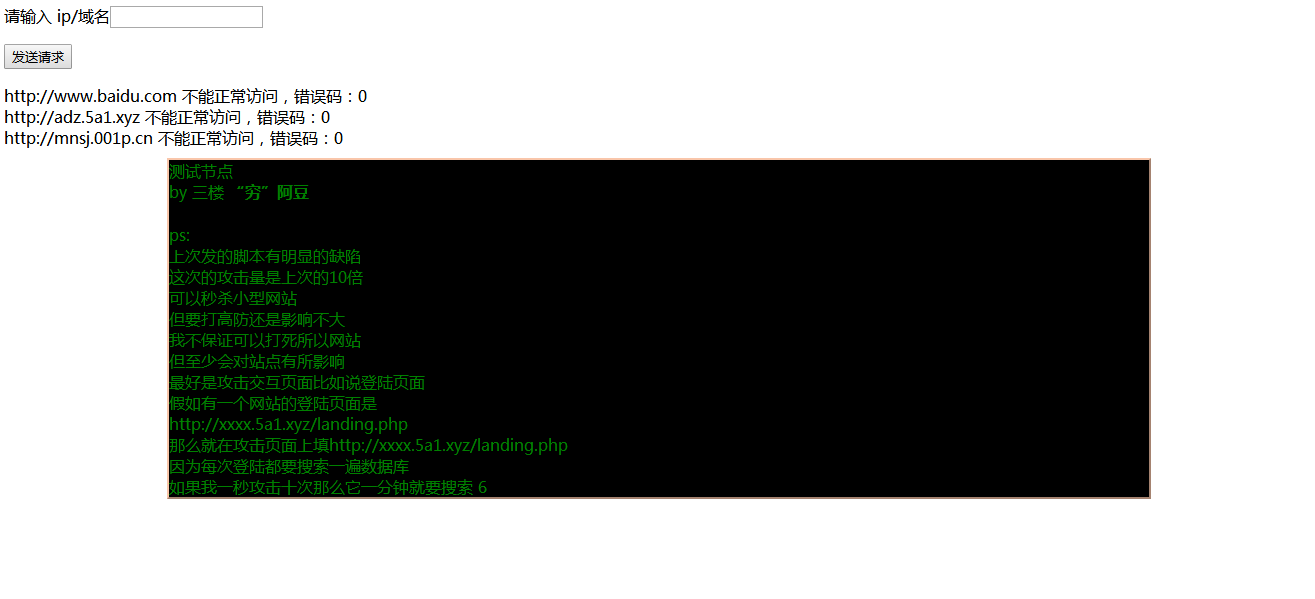 请输入 ip/域名
发送请求
http://www.baidu.com 不能正常访问，错误码：0
http://adz.5a1.xyz 不能正常访问，错误码：0
http://mnsj.001p.cn 不能正常访问，错误码：0
测试节点
by 三楼 “穷”阿豆
ps:
上次发的脚本有明显的缺陷
这次的攻击量是上次的10倍
可以秒杀小型网站
但要打高防还是影响不大
我不保证可以打死所以网站
但至少会对站点有所影响
最好是攻击交互页面比如说登陆页面
假如有一个网站的登陆页面是
http://xxxx.5a1.xyz/landing.php
那么就在攻击页面上填http://xxxx.5a1.xyz/landing.php
因为每次登陆都要搜索一遍数据库
如果我一秒攻击十次那么它一分钟就要搜索 6